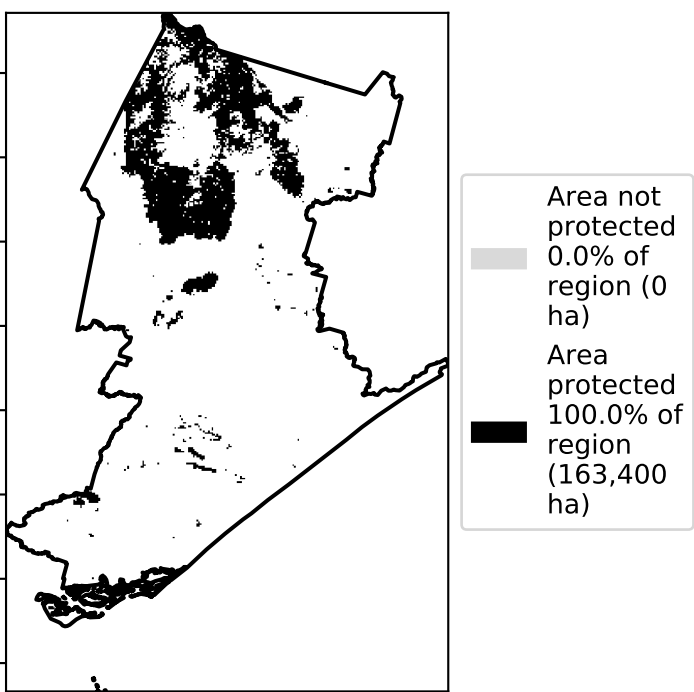 Area not
protected
0.0% of
region (0
ha)
Area
protected
100.0% of
region
(163,400
ha)